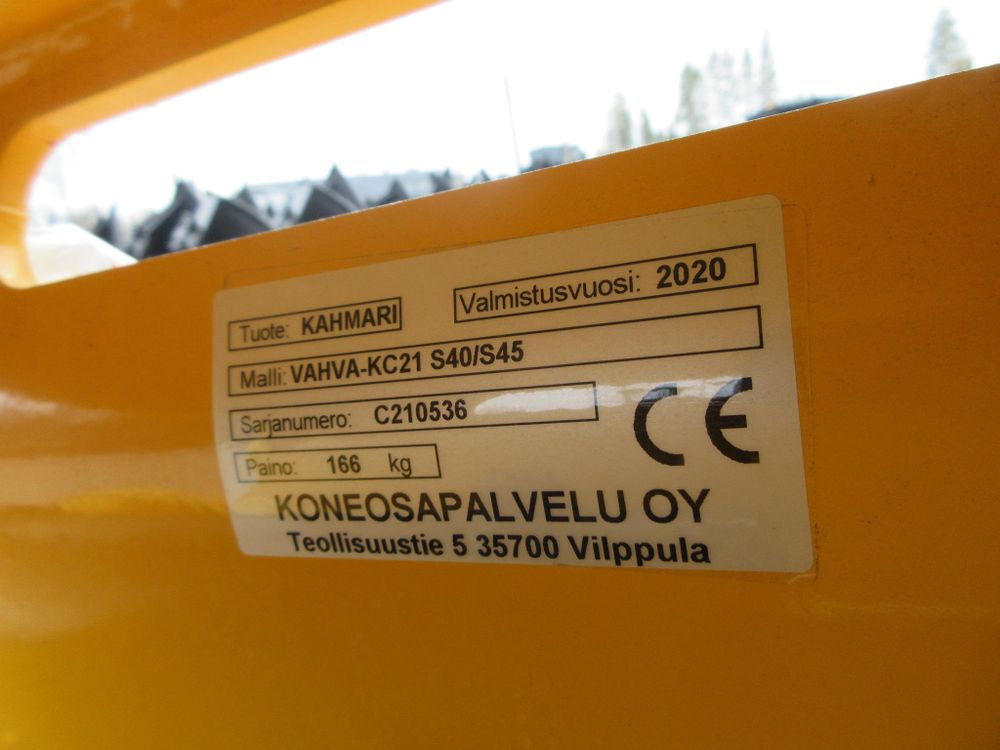 Tuote: KAHMARI
Valmistusvuosi: 2020
Malli: VAHVA-KC21 S40/S45
Sarjanumero: C210536
Paino: 166 kg
CE
KONEOSAPALVELU OY
Teollisuustie 5 35700 Vilppula